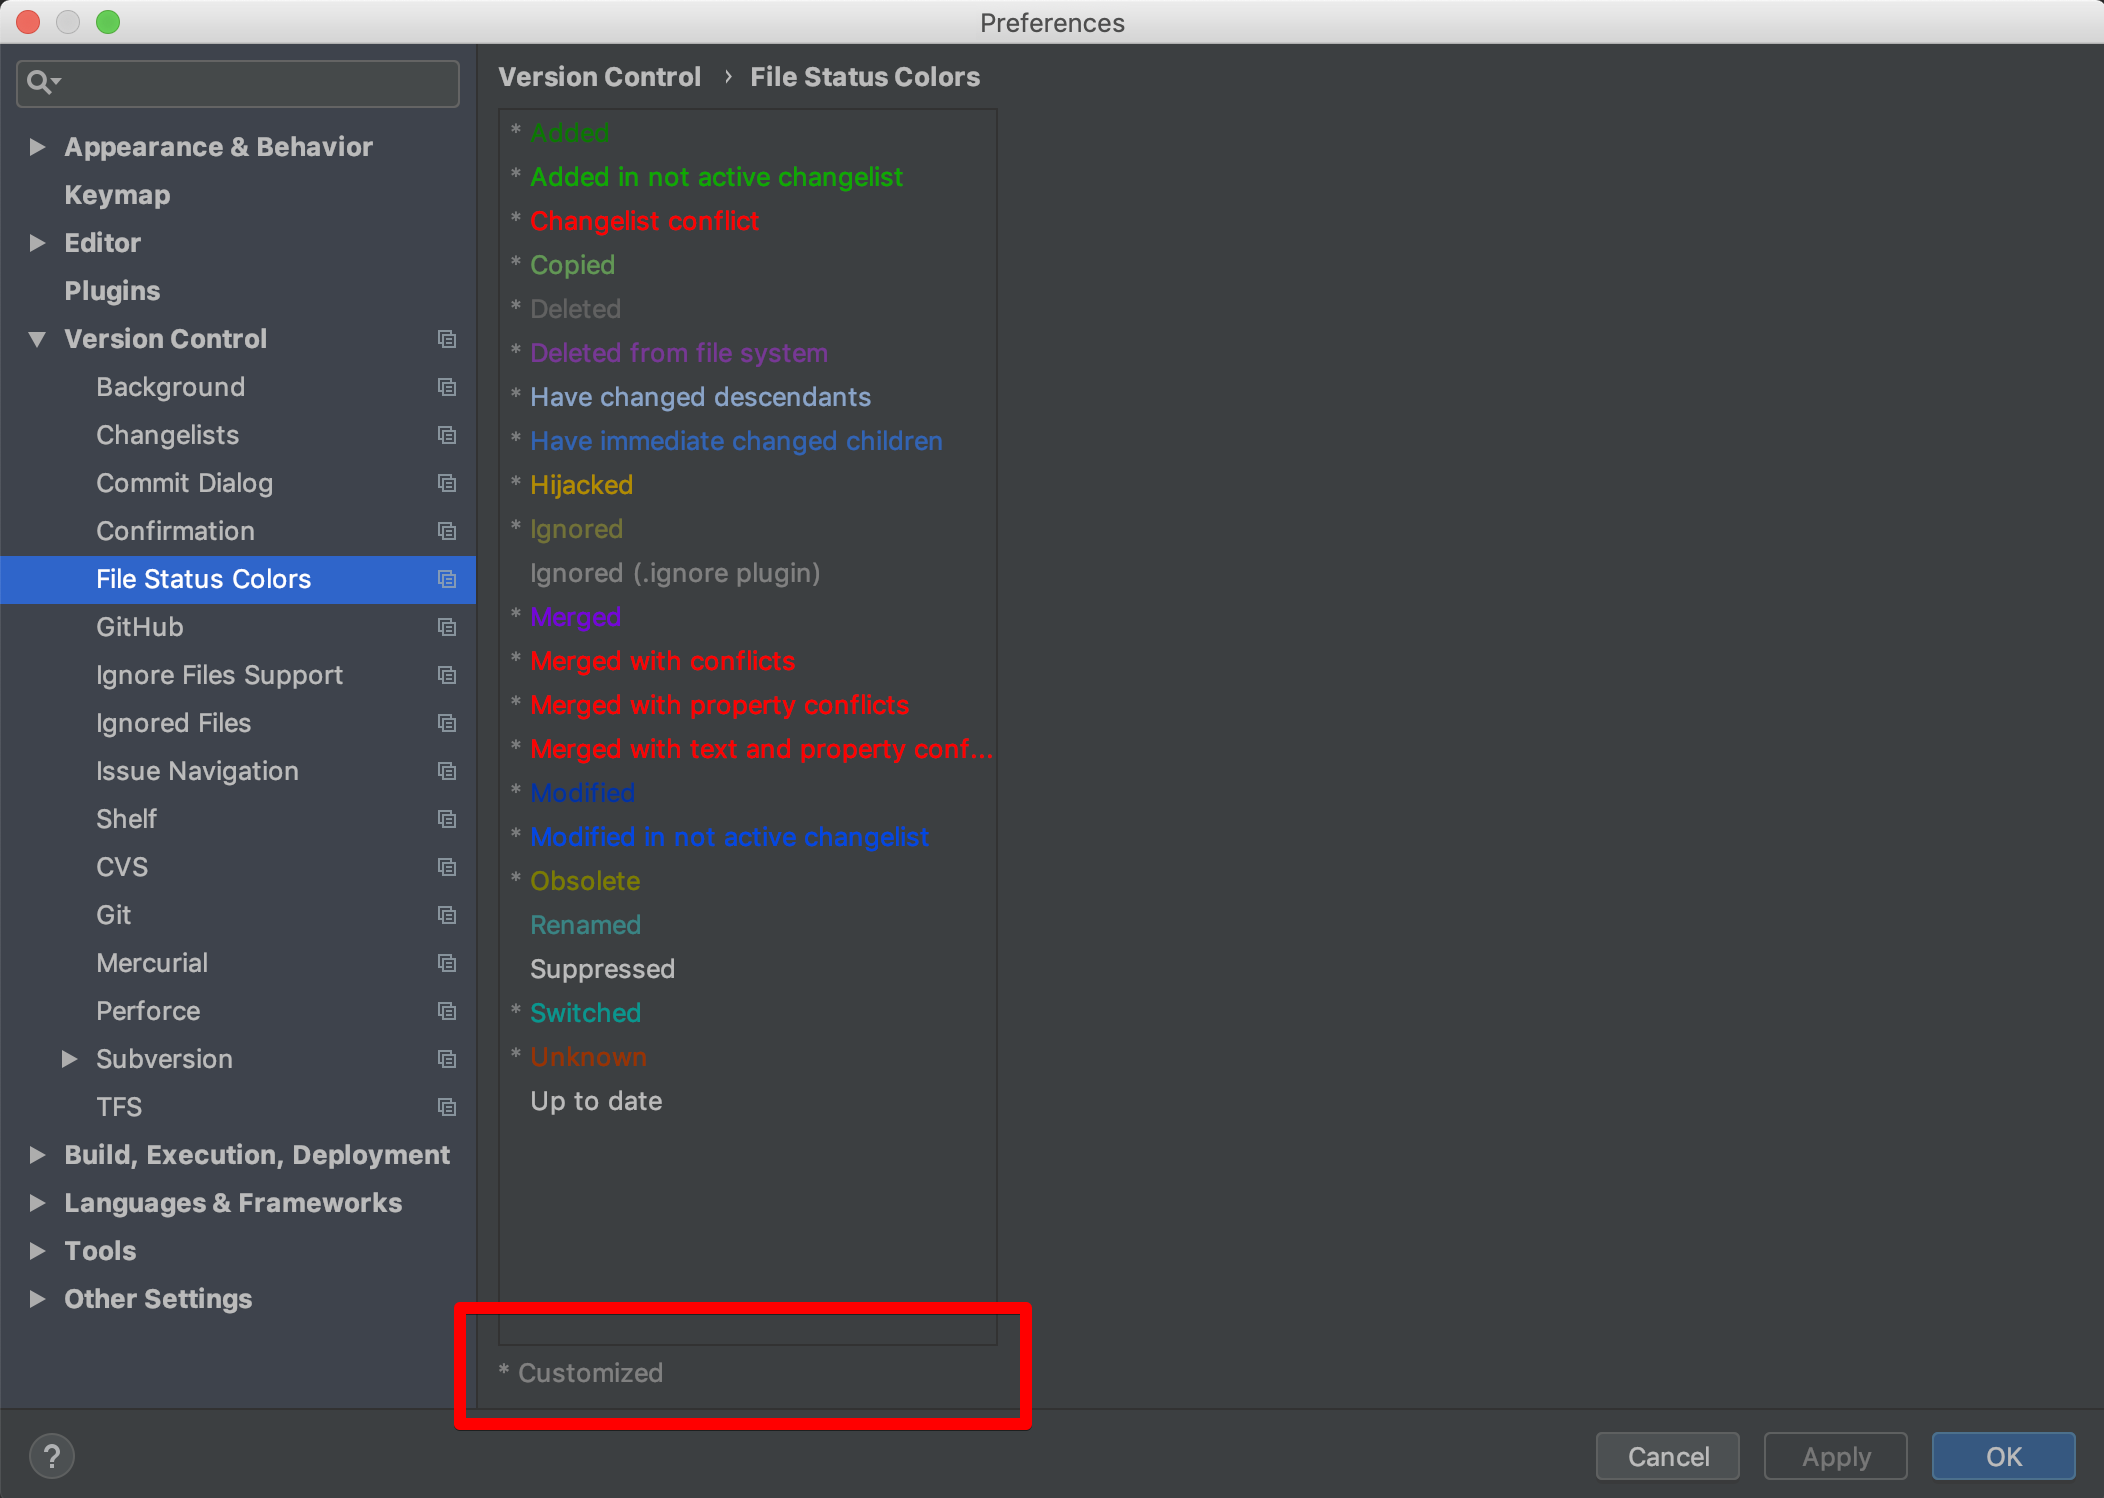 Preferences
Appearance & Behavior
Keymap
Editor
Plugins
Version Control
Background
Changelists
Commit Dialog
Confirmation
File Status Colors
GitHub
Ignore Files Support
Ignored Files
Issue Navigation
Shelf
CVS
Git
Mercurial
Perforce
Subversion
TFS
Build, Execution, Deployment
Languages & Frameworks
Tools
Other Settings
Version Control › File Status Colors
* Added
* Added in not active changelist
* Changelist conflict
* Copied
* Deleted
* Deleted from file system
* Have changed descendants
* Have immediate changed children
* Hijacked
* Ignored
Ignored (.ignore plugin)
* Merged
* Merged with conflicts
* Merged with property conflicts
* Merged with text and property conf...
* Modified
* Modified in not active changelist
* Obsolete
Renamed
Suppressed
* Switched
* Unknown
Up to date
* Customized
?
Cancel
Apply
OK